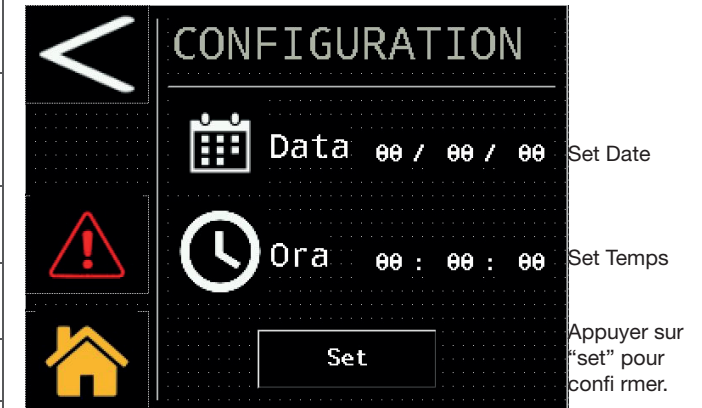 CONFIGURATION
Data 00 / 00 / 00
Set Date
Ora 00 : 00 : 00
Set Temps
Set
Appuyer sur
“set” pour
confi rmer.